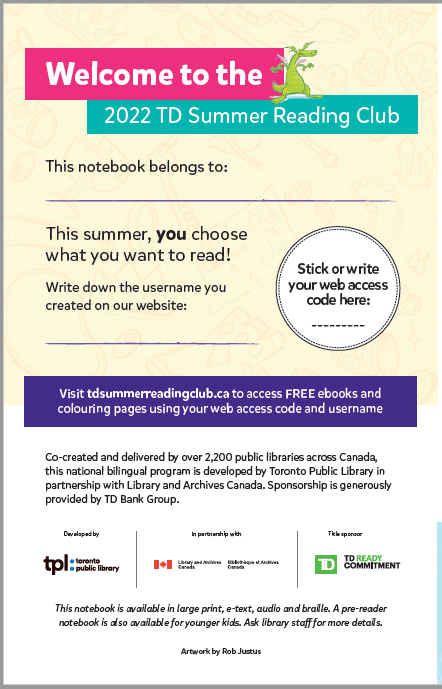 Welcome to the
2022 TD Summer Reading Club
This notebook belongs to:
This summer, you choose
what you want to read!
Write down the username you
created on our website:
Stick or write
your web access
code here:
_________
Visit tdsummerreadingclub.ca to access FREE ebooks and
colouring pages using your web access code and username
Co-created and delivered by over 2,200 public libraries across Canada,
this national bilingual program is developed by Toronto Public Library in
partnership with Library and Archives Canada. Sponsorship is generously
provided by TD Bank Group.
Developed by
tpl: toronto
public library
In partnership with
Library and Archives
Canada
Bibliothèque et Archives
Canada
Title sponsor
TD
TD READY
COMMITMENT
This notebook is available in large print, e-text, audio and braille. A pre-reader
notebook is also available for younger kids. Ask library staff for more details.
Artwork by Rob Justus